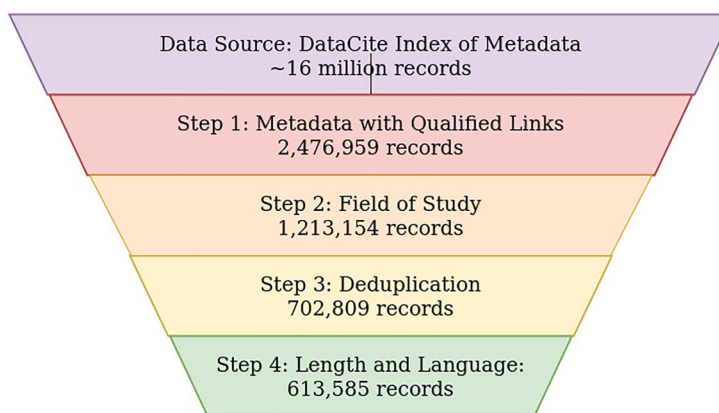 Data Source: DataCite Index of Metadata
~16 million records
Step 1: Metadata with Qualified Links
2,476,959 records
Step 2: Field of Study
1,213,154 records
Step 3: Deduplication
702,809 records
Step 4: Length and Language:
613,585 records